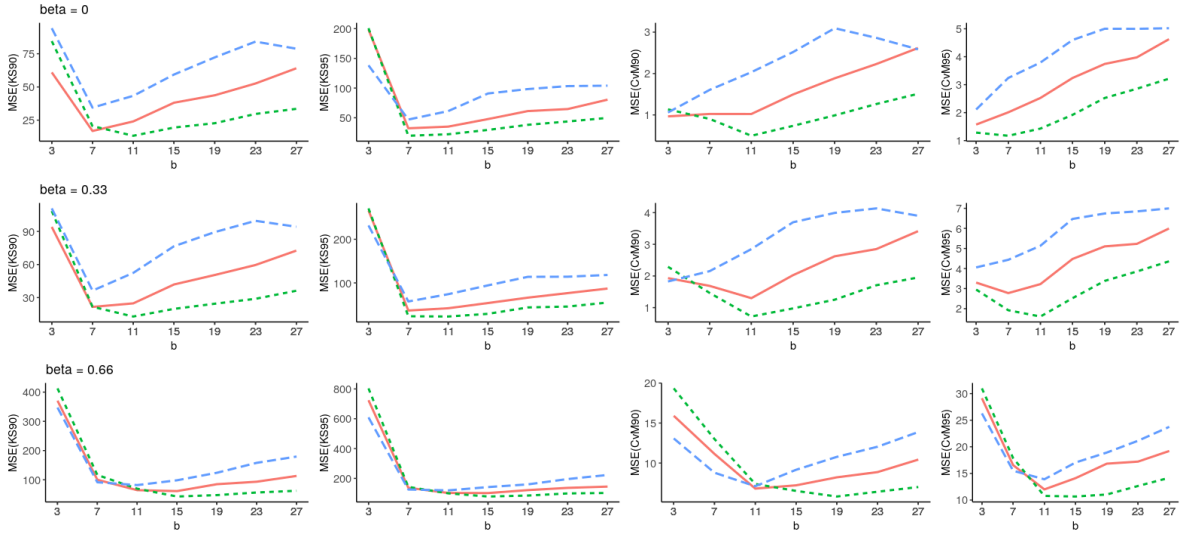 beta = 0
MSE(KS90)
75
50
25
3 7 11 15 19 23 27
b
MSE(KS95)
200
150
100
50
3 7 11 15 19 23 27
b
MSE(CvM90)
3
2
1
3 7 11 15 19 23 27
b
MSE(CvM95)
5
4
3
2
1
3 7 11 15 19 23 27
b
beta = 0.33
MSE(KS90)
90
60
30
3 7 11 15 19 23 27
b
MSE(KS95)
200
100
3 7 11 15 19 23 27
b
MSE(CvM90)
4
3
2
1
3 7 11 15 19 23 27
b
MSE(CvM95)
7
6
5
4
3
2
3 7 11 15 19 23 27
b
beta = 0.66
MSE(KS90)
400
300
200
100
3 7 11 15 19 23 27
b
MSE(KS95)
800
600
400
200
3 7 11 15 19 23 27
b
MSE(CvM90)
20
15
10
3 7 11 15 19 23 27
b
MSE(CvM95)
30
25
20
15
10
3 7 11 15 19 23 27
b